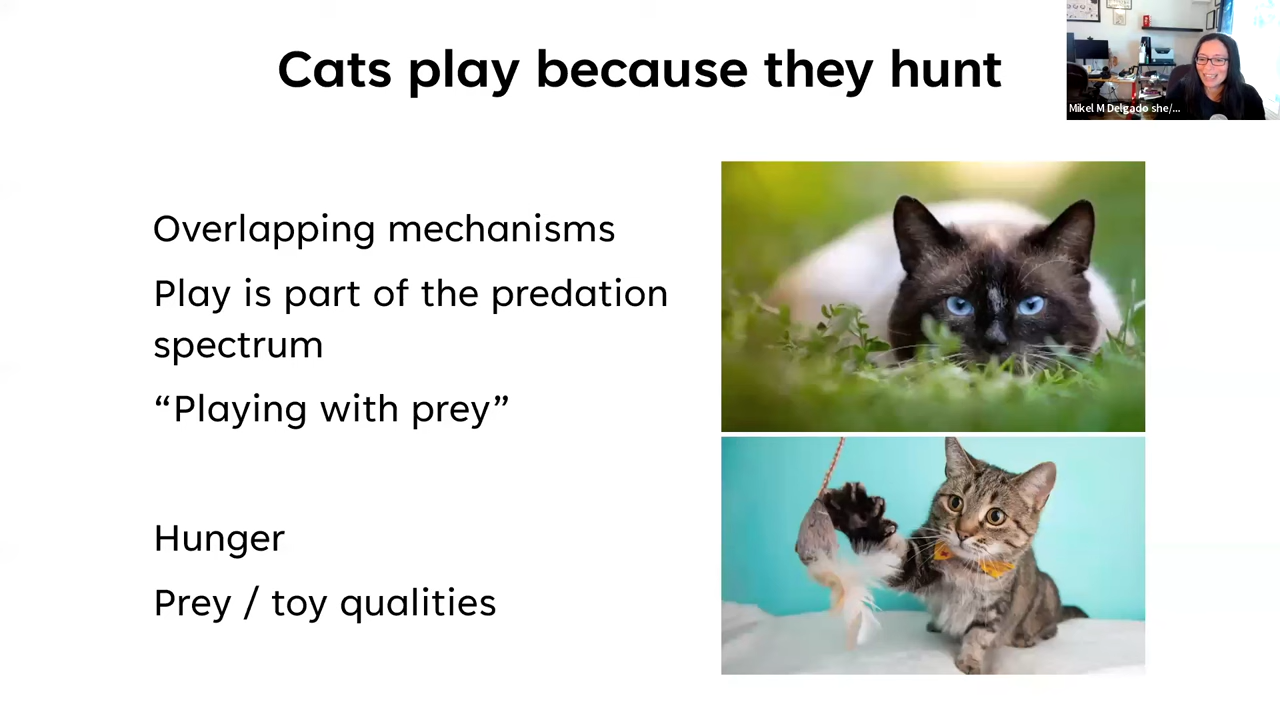 Cats play because they hunt
Mikel M Delgado she/...
Overlapping mechanisms
Play is part of the predation
spectrum
“Playing with prey”
Hunger
Prey / toy qualities